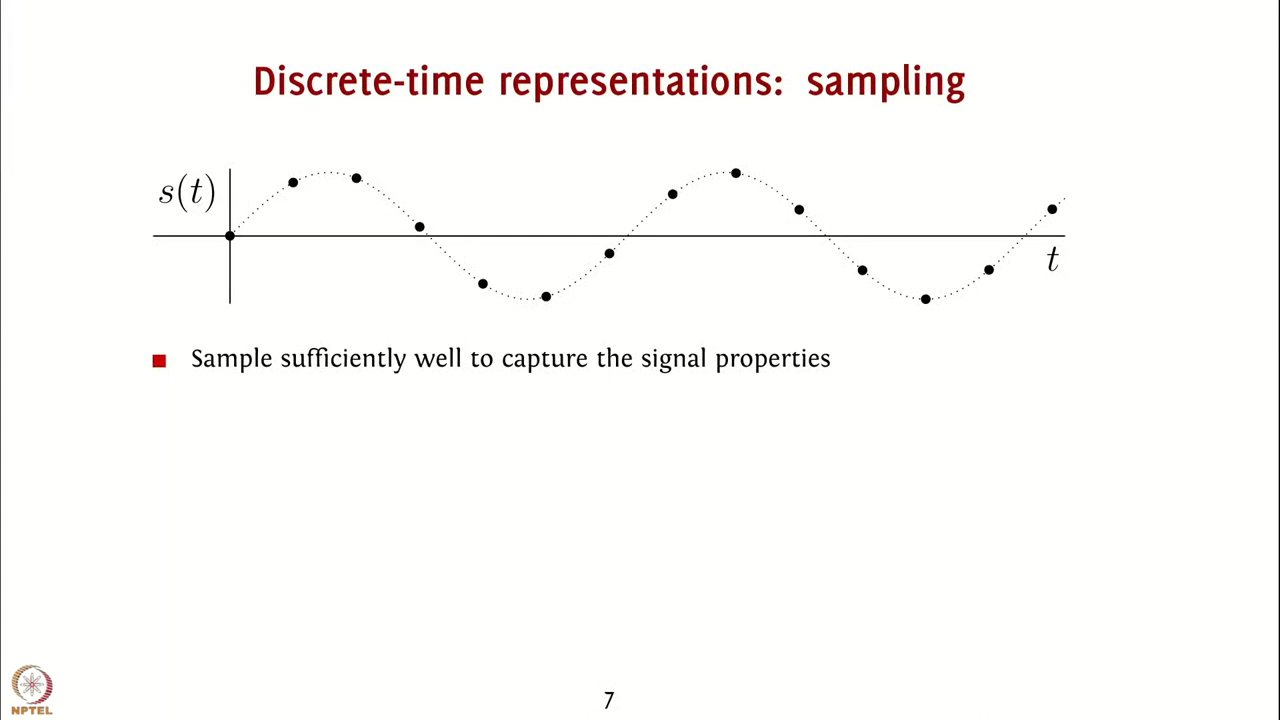 Discrete-time representations: sampling
s(t)
t
Sample sufficiently well to capture the signal properties
NPTEL
7